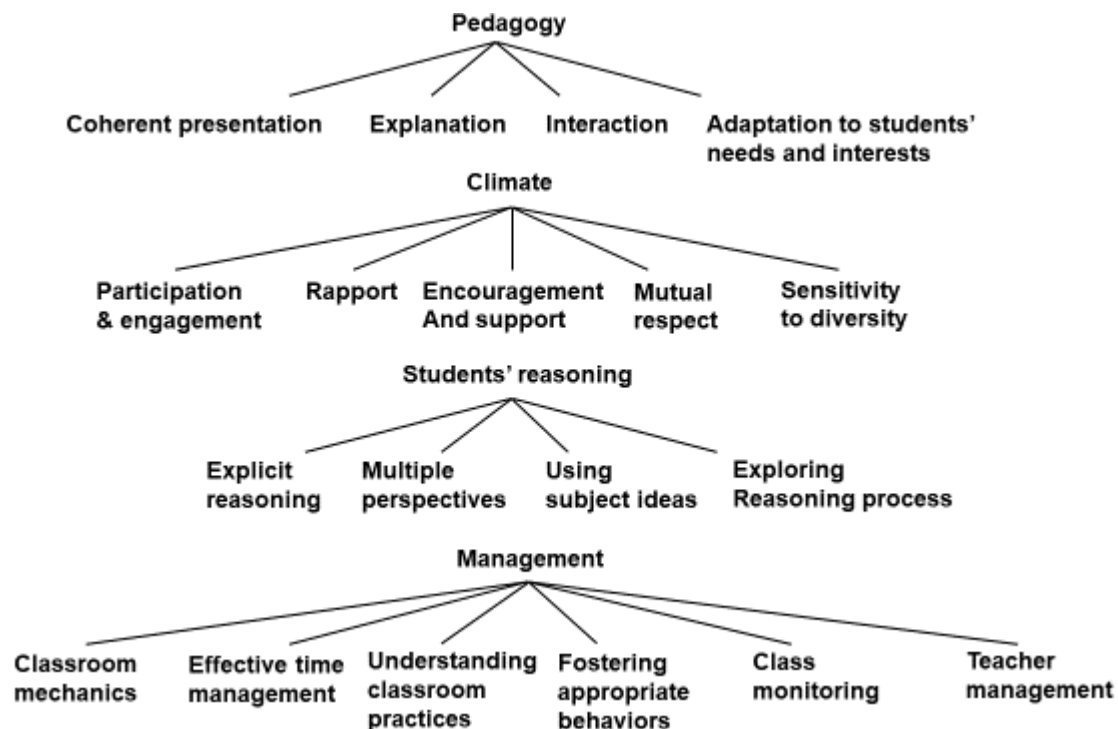 Pedagogy
Coherent presentation
Explanation
Interaction
Adaptation to students’
needs and interests
Climate
Participation
& engagement
Rapport
Encouragement
And support
Mutual
respect
Sensitivity
to diversity
Students’ reasoning
Explicit
reasoning
Multiple
perspectives
Using
subject ideas
Exploring
Reasoning process
Management
Classroom
mechanics
Effective time
management
Understanding
classroom
practices
Fostering
appropriate
behaviors
Class
monitoring
Teacher
management